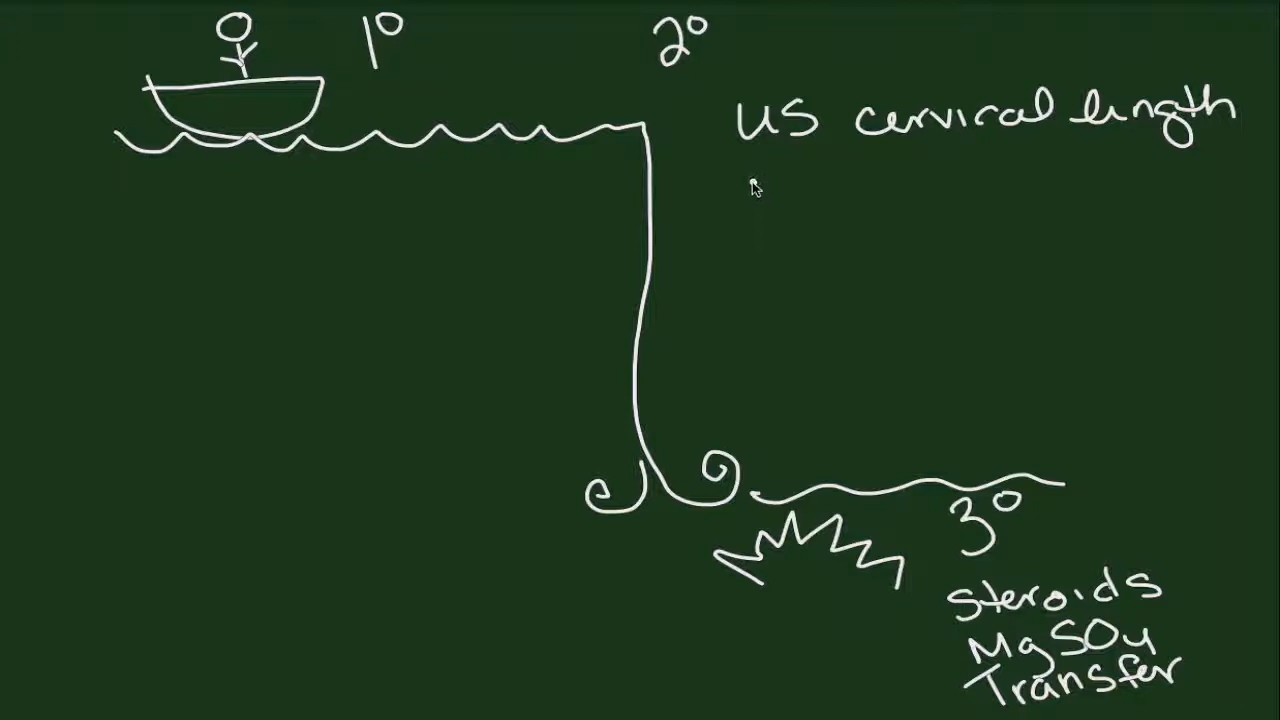 1°
2°
US cervical length
3°
steroids
MgSO4
Transfer